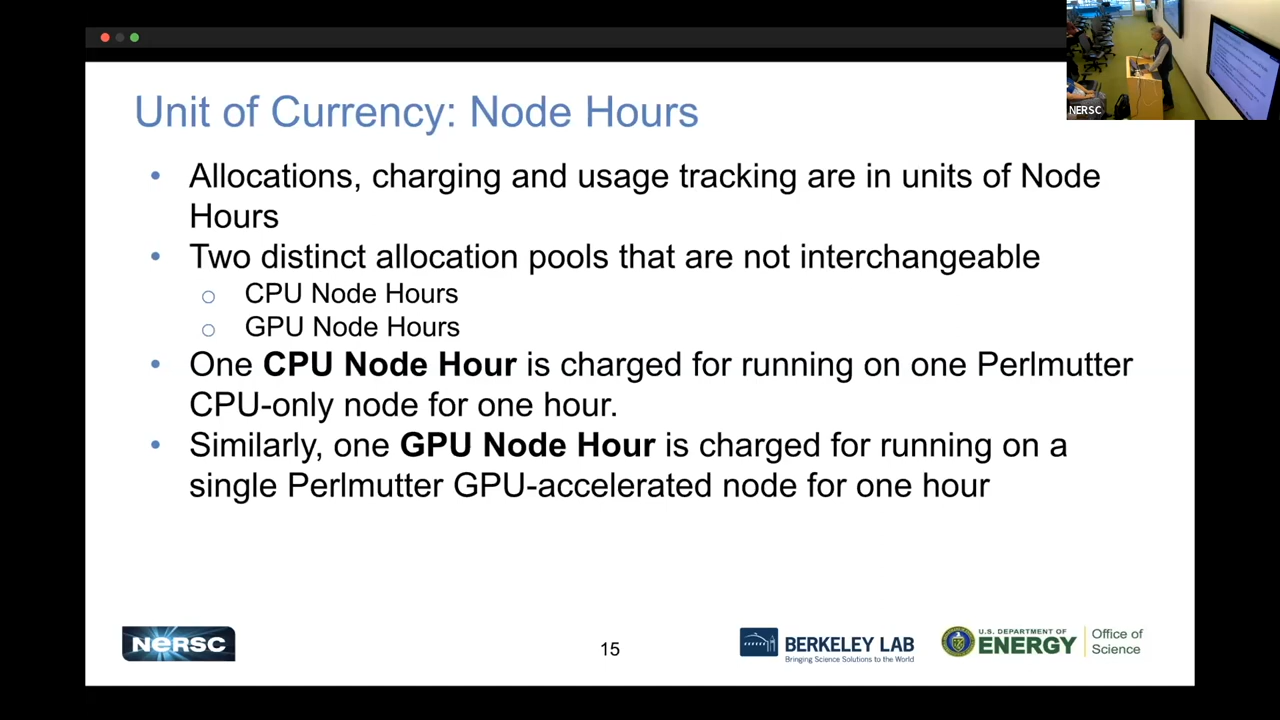 NERSC
Unit of Currency: Node Hours
• Allocations, charging and usage tracking are in units of Node
Hours
• Two distinct allocation pools that are not interchangeable
○ CPU Node Hours
○ GPU Node Hours
• One CPU Node Hour is charged for running on one Perlmutter
CPU-only node for one hour.
• Similarly, one GPU Node Hour is charged for running on a
single Perlmutter GPU-accelerated node for one hour
NERSC
15
BERKELEY LAB
Bringing Science Solutions to the World
U.S. DEPARTMENT OF
ENERGY
Office of
Science